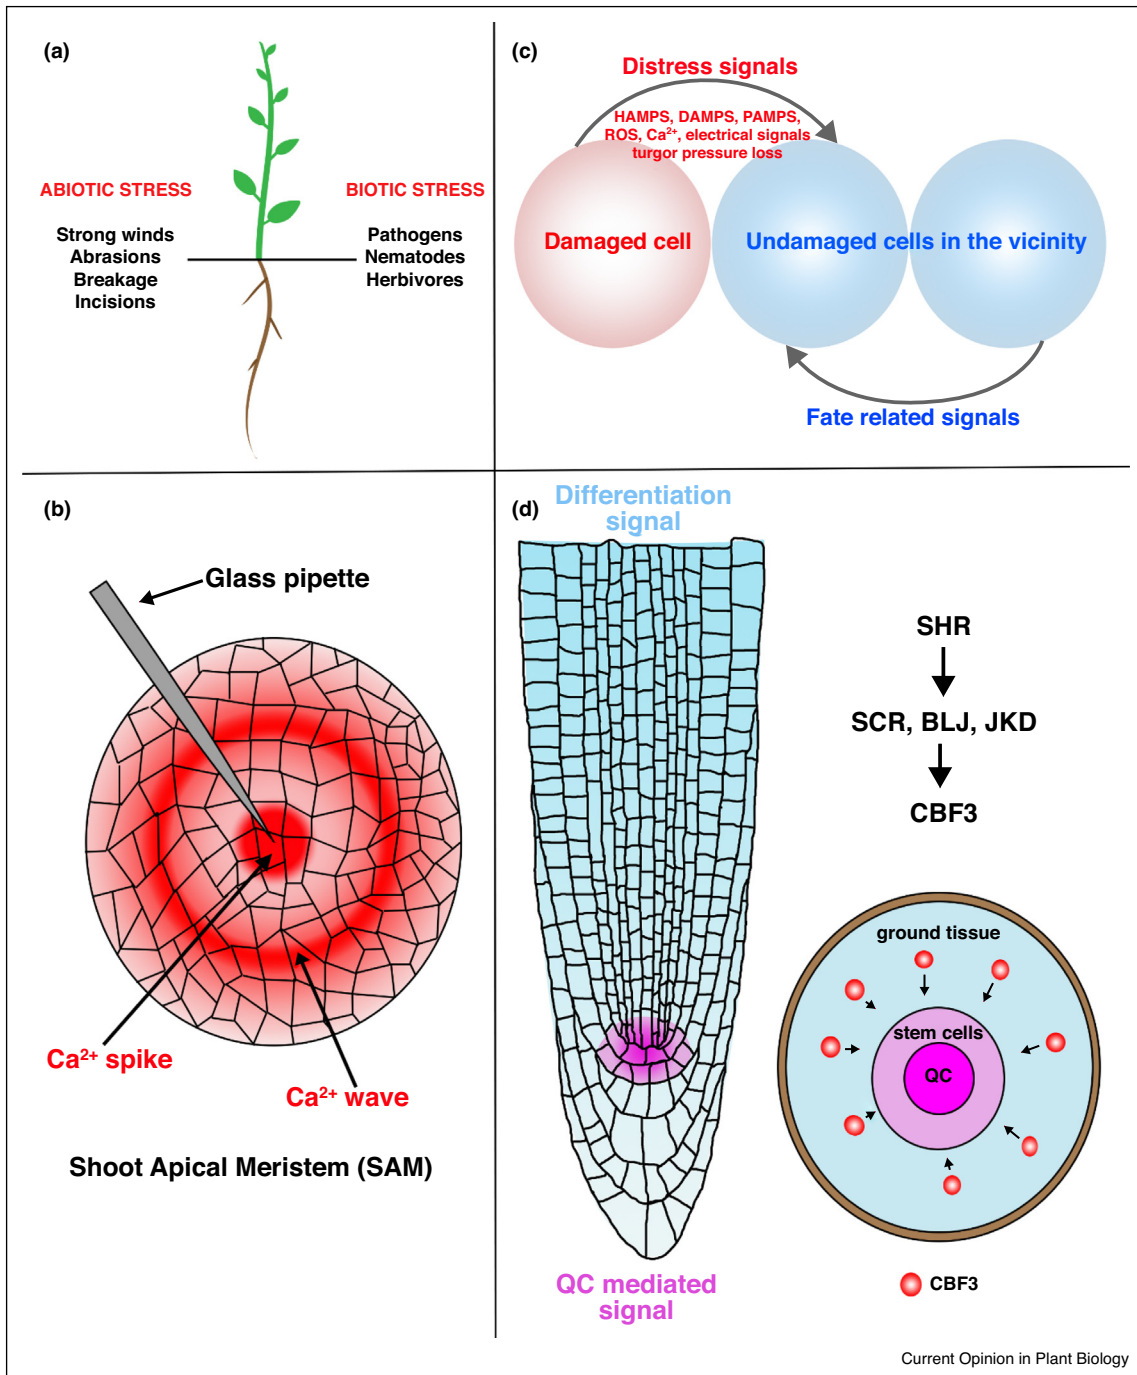 (a)
ABIOTIC STRESS
Strong winds
Abrasions
Breakage
Incisions
BIOTIC STRESS
Pathogens
Nematodes
Herbivores
(c)
Distress signals
HAMPS, DAMPS, PAMPS,
ROS, Ca²⁺, electrical signals
turgor pressure loss
Damaged cell
Undamaged cells in the vicinity
Fate related signals
(b)
Glass pipette
Ca²⁺ spike
Ca²⁺ wave
Shoot Apical Meristem (SAM)
(d)
Differentiation
signal
QC mediated
signal
SHR
SCR, BLJ, JKD
CBF3
ground tissue
stem cells
QC
CBF3
Current Opinion in Plant Biology